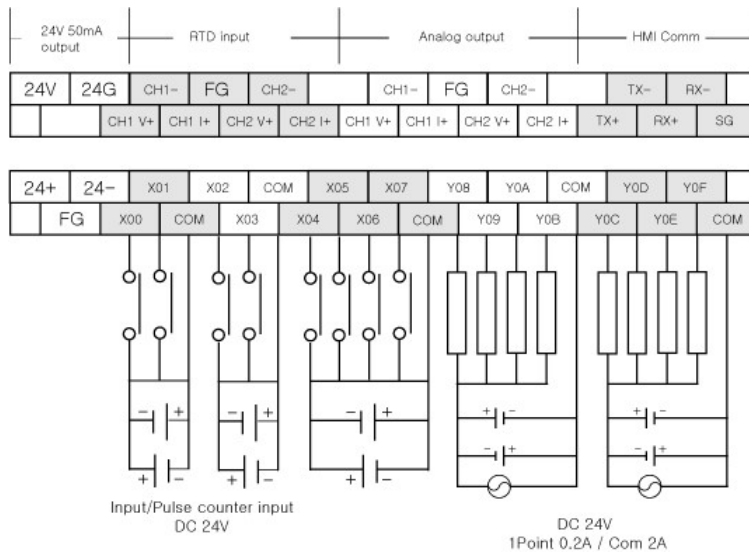 24V 50mA output RTD input Analog output HMI Comm
24V 24G CH1- FG CH2- CH1- FG CH2- TX- RX-
CH1 V+ CH1 I+ CH2 V+ CH2 I+ CH1 V+ CH1 I+ CH2 V+ CH2 I+ TX+ RX+ SG
24+ 24- X01 X02 COM X05 X07 Y08 Y0A COM Y0D Y0F
FG X00 COM X03 X04 X06 COM Y09 Y0B Y0C Y0E COM
- + - + - + + - + -
+ - + - + - - + - +
Input/Pulse counter input
DC 24V
DC 24V
1Point 0.2A / Com 2A